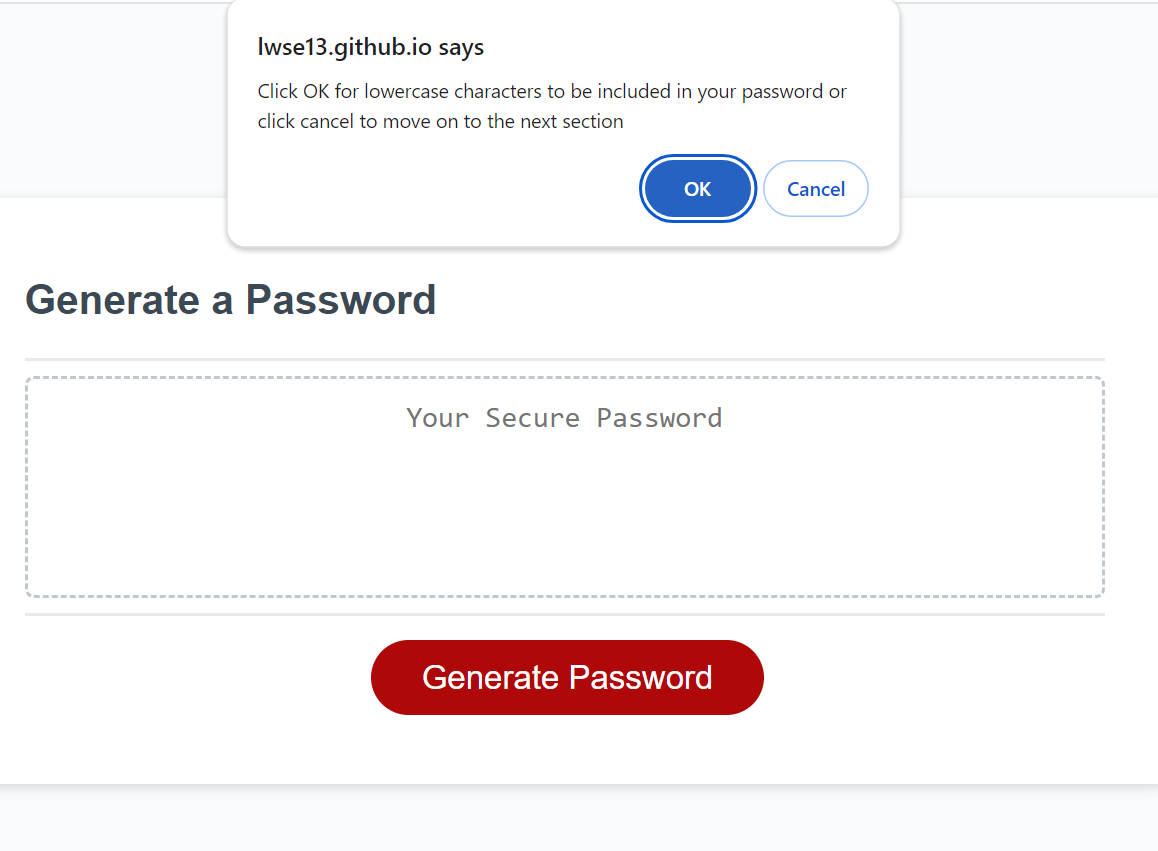 lwse13.github.io says
Click OK for lowercase characters to be included in your password or
click cancel to move on to the next section
OK
Cancel
Generate a Password
Your Secure Password
Generate Password